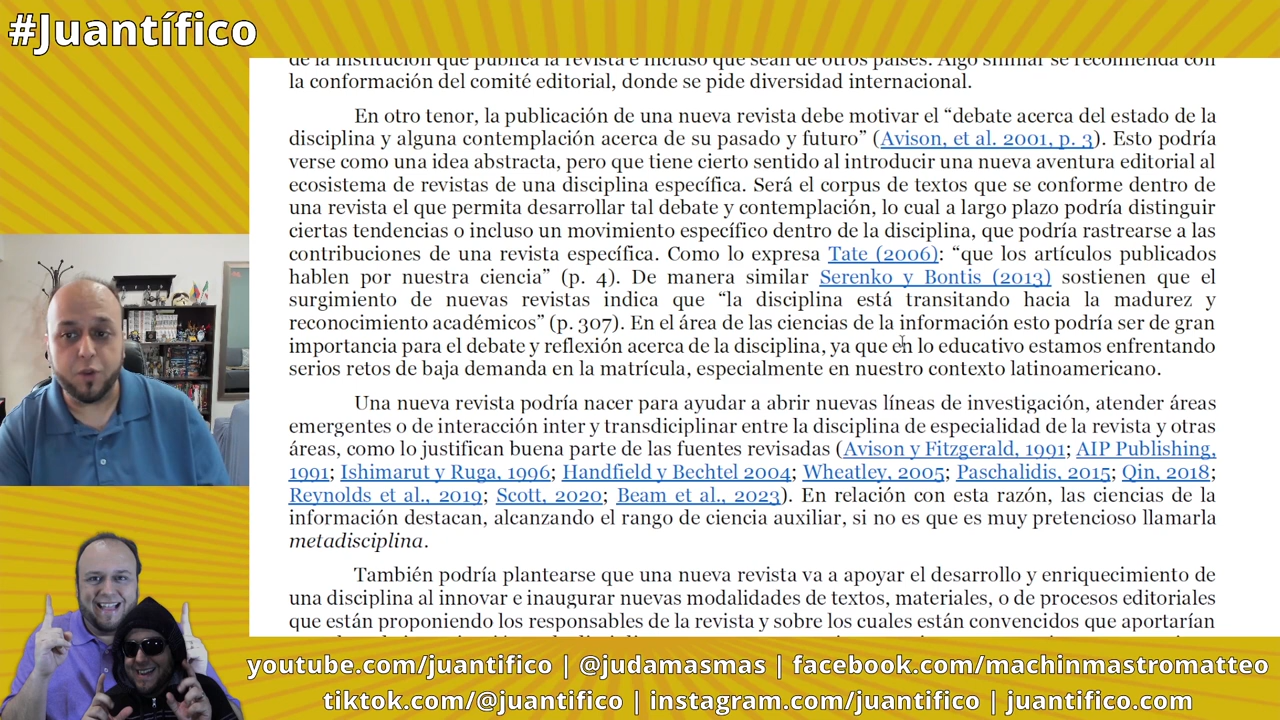 #Juantífico
de la institución que publica la revista e incluso que sean de otros países. Algo similar se recomienda con
la conformación del comité editorial, donde se pide diversidad internacional.
En otro tenor, la publicación de una nueva revista debe motivar el “debate acerca del estado de la
disciplina y alguna contemplación acerca de su pasado y futuro” (Avison, et al. 2001, p. 3). Esto podría
verse como una idea abstracta, pero que tiene cierto sentido al introducir una nueva aventura editorial al
ecosistema de revistas de una disciplina específica. Será el corpus de textos que se conforme dentro de
una revista el que permita desarrollar tal debate y contemplación, lo cual a largo plazo podría distinguir
ciertas tendencias o incluso un movimiento específico dentro de la disciplina, que podría rastrearse a las
contribuciones de una revista específica. Como lo expresa Tate (2006): “que los artículos publicados
hablen por nuestra ciencia” (p. 4). De manera similar Serenko y Bontis (2013) sostienen que el
surgimiento de nuevas revistas indica que “la disciplina está transitando hacia la madurez y
reconocimiento académicos” (p. 307). En el área de las ciencias de la información esto podría ser de gran
importancia para el debate y reflexión acerca de la disciplina, ya que en lo educativo estamos enfrentando
serios retos de baja demanda en la matrícula, especialmente en nuestro contexto latinoamericano.
Una nueva revista podría nacer para ayudar a abrir nuevas líneas de investigación, atender áreas
emergentes o de interacción inter y transdiciplinar entre la disciplina de especialidad de la revista y otras
áreas, como lo justifican buena parte de las fuentes revisadas (Avison y Fitzgerald, 1991; AIP Publishing,
1991; Ishimarut y Ruga, 1996; Handfield y Bechtel 2004; Wheatley, 2005; Paschalidis, 2015; Qin, 2018;
Reynolds et al., 2019; Scott, 2020; Beam et al., 2023). En relación con esta razón, las ciencias de la
información destacan, alcanzando el rango de ciencia auxiliar, si no es que es muy pretencioso llamarla
metadisciplina.
También podría plantearse que una nueva revista va a apoyar el desarrollo y enriquecimiento de
una disciplina al innovar e inaugurar nuevas modalidades de textos, materiales, o de procesos editoriales
que están proponiendo los responsables de la revista y sobre los cuales están convencidos que aportarían
youtube.com/juantifico | @judamasmas | facebook.com/machinmastromatteo
tiktok.com/@juantifico | instagram.com/juantifico | juantifico.com